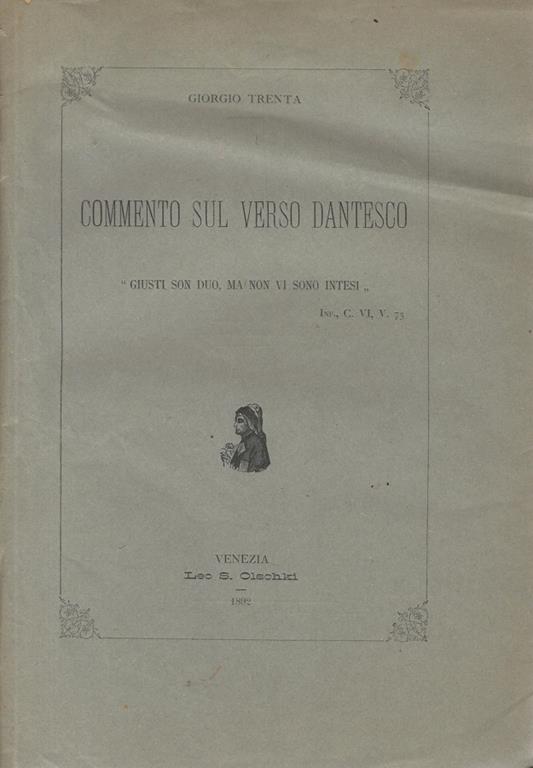 GIORGIO TRENTA
COMMENTO SUL VERSO DANTESCO
“ GIUSTI SON DUO, MA NON VI SONO INTESI „
INF., C. VI, V. 73
VENEZIA
Leo S. Olschki
1892